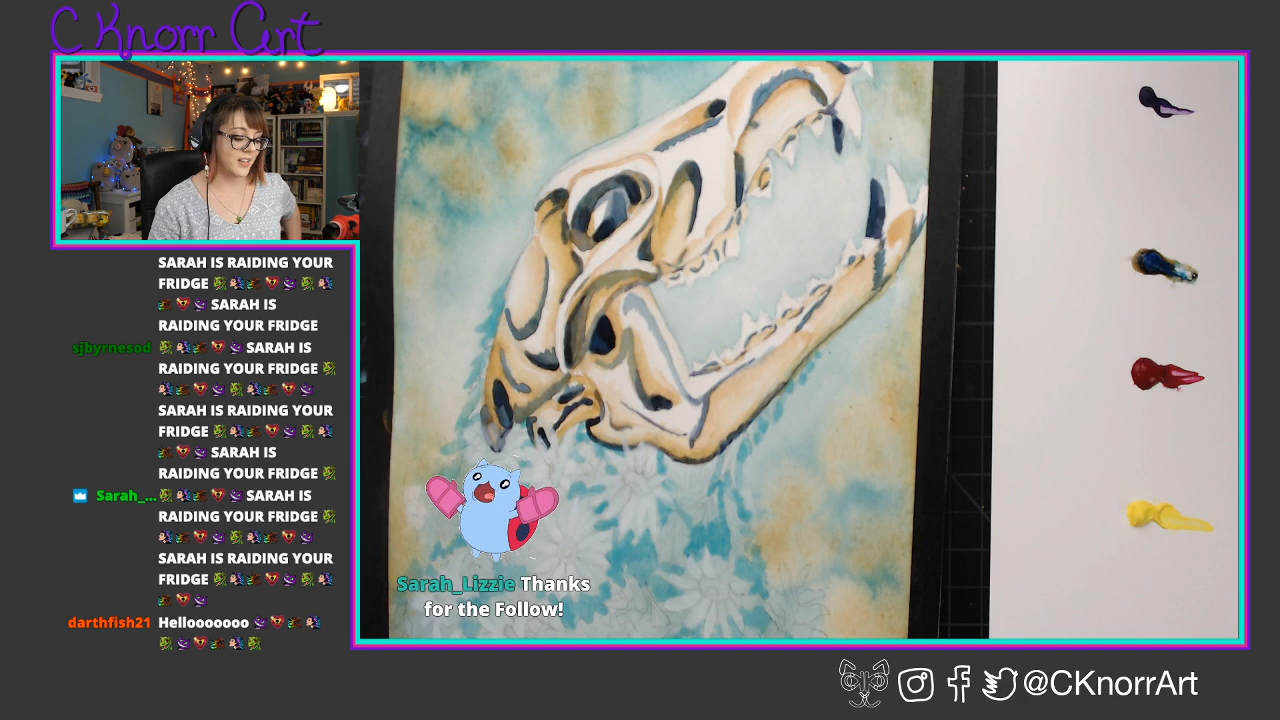 C Knorr Art
SARAH IS RAIDING YOUR
FRIDGE
SARAH IS
RAIDING YOUR FRIDGE
sjbyrnesod SARAH IS
RAIDING YOUR FRIDGE
SARAH IS RAIDING YOUR
FRIDGE
SARAH IS
RAIDING YOUR FRIDGE
Sarah_... SARAH IS
RAIDING YOUR FRIDGE
SARAH IS RAIDING YOUR
FRIDGE
darthfish21 Hellooooooo
Sarah_Lizzie Thanks
for the Follow!
@CKnorrArt